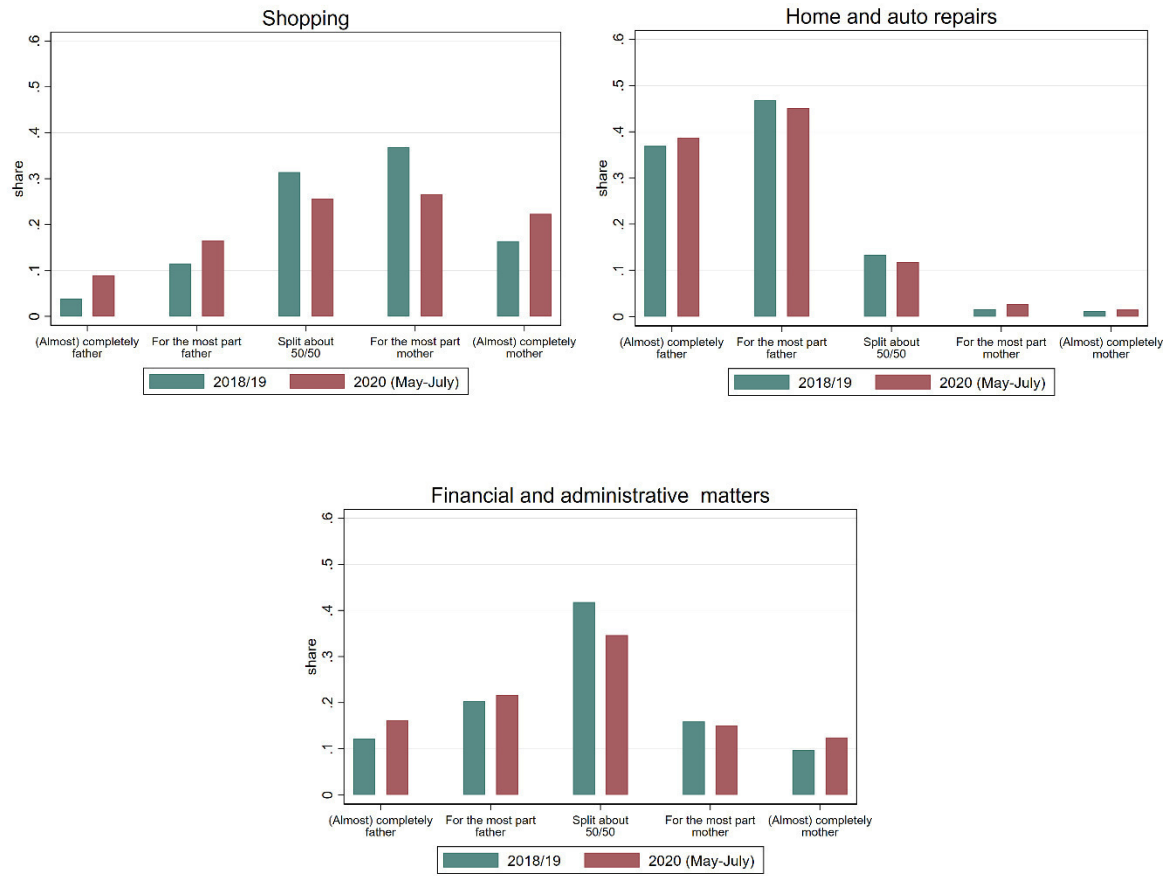 Shopping
.6
.5
.4
.3
.2
.1
0
share
(Almost) completely
father
For the most part
father
Split about
50/50
For the most part
mother
(Almost) completely
mother
2018/19 2020 (May-July)
Home and auto repairs
.6
.5
.4
.3
.2
.1
0
share
(Almost) completely
father
For the most part
father
Split about
50/50
For the most part
mother
(Almost) completely
mother
2018/19 2020 (May-July)
Financial and administrative matters
.6
.5
.4
.3
.2
.1
0
share
(Almost) completely
father
For the most part
father
Split about
50/50
For the most part
mother
(Almost) completely
mother
2018/19 2020 (May-July)